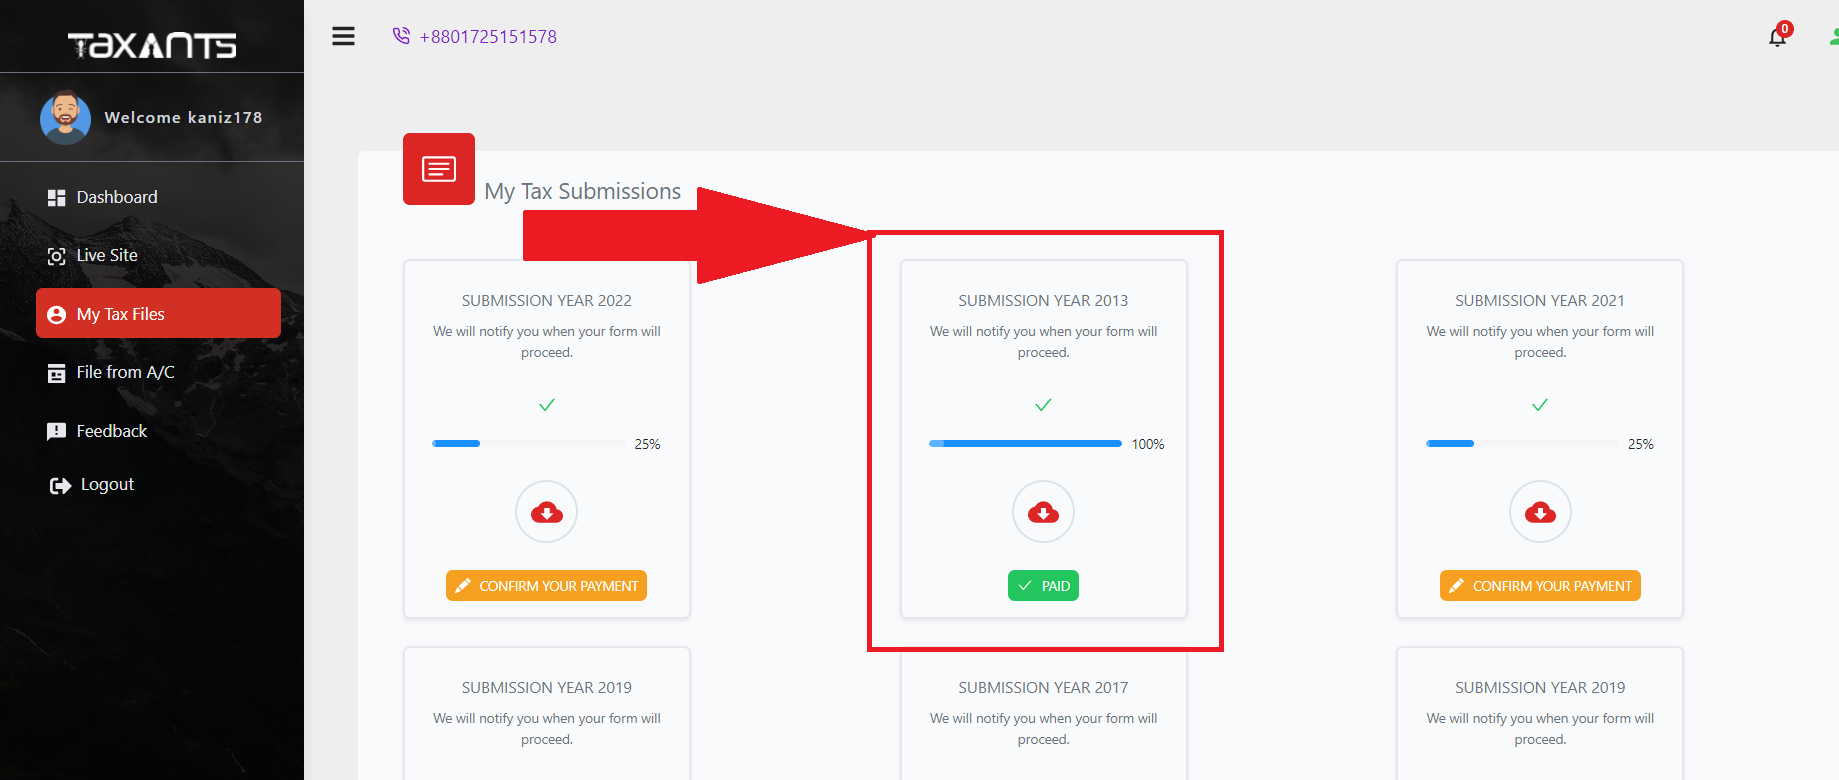 TAXANTS
Welcome kaniz178
Dashboard
Live Site
My Tax Files
File from A/C
Feedback
Logout
+8801725151578
0
My Tax Submissions
SUBMISSION YEAR 2022
We will notify you when your form will
proceed.
25%
CONFIRM YOUR PAYMENT
SUBMISSION YEAR 2013
We will notify you when your form will
proceed.
100%
PAID
SUBMISSION YEAR 2021
We will notify you when your form will
proceed.
25%
CONFIRM YOUR PAYMENT
SUBMISSION YEAR 2019
We will notify you when your form will
proceed.
SUBMISSION YEAR 2017
We will notify you when your form will
proceed.
SUBMISSION YEAR 2019
We will notify you when your form will
proceed.